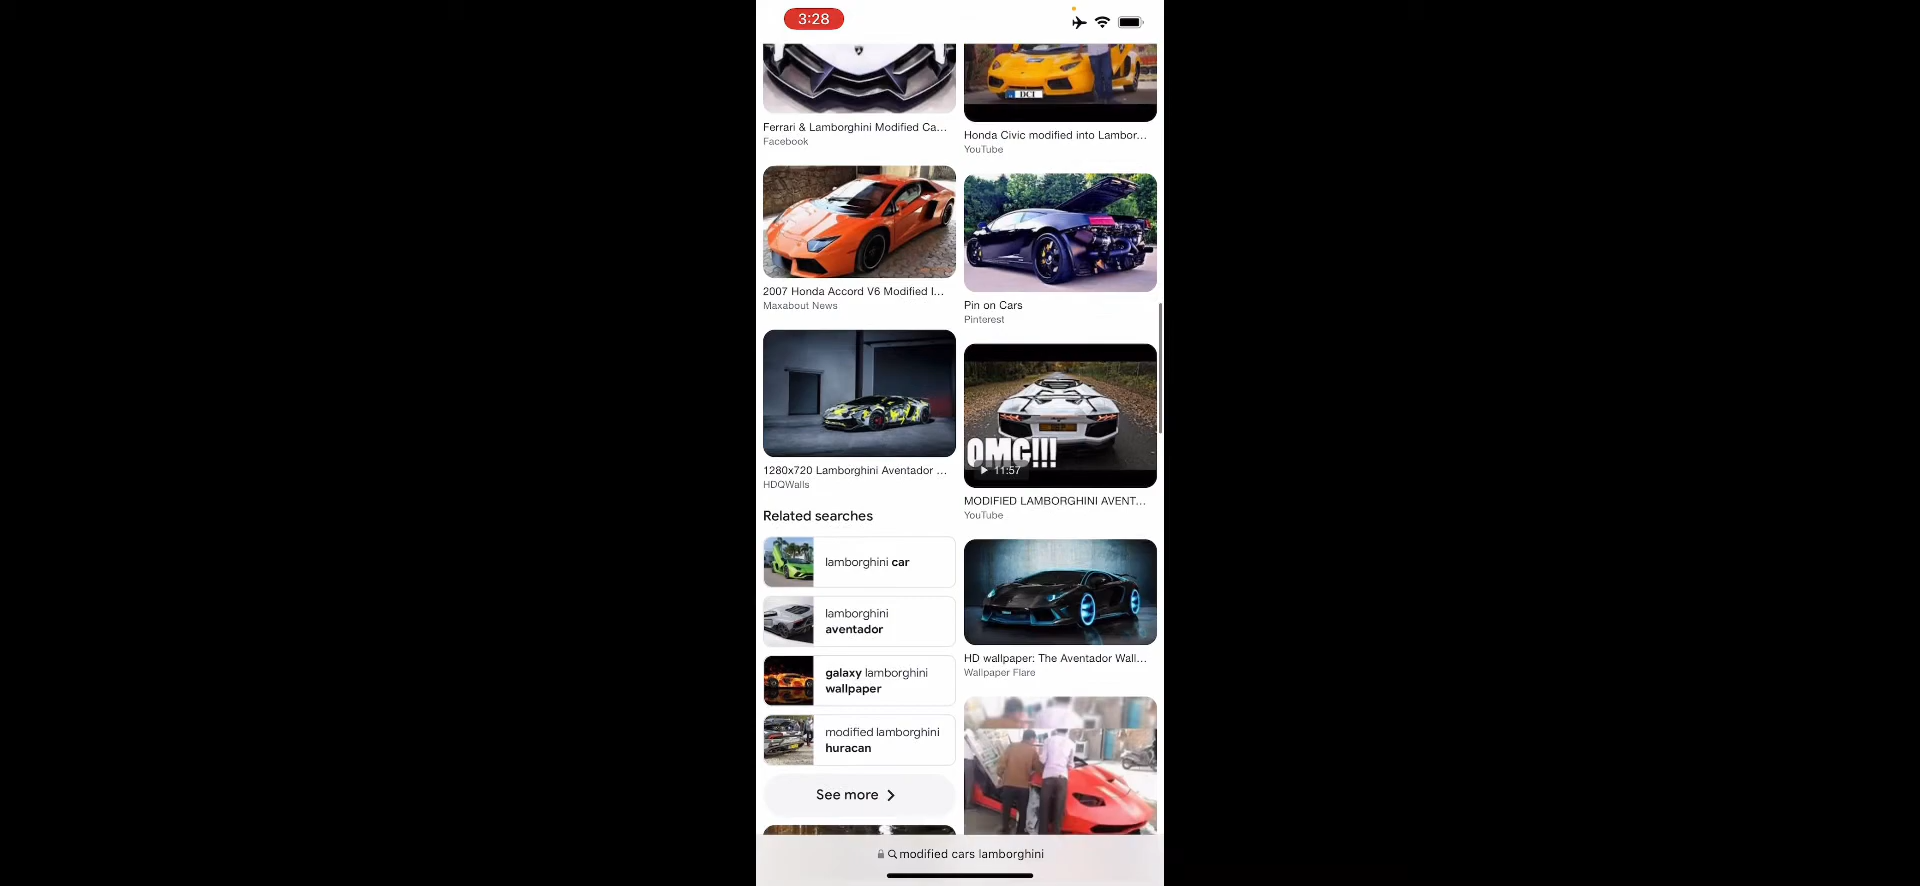 3:28
Ferrari & Lamborghini Modified Ca...
Facebook
DC1
Honda Civic modified into Lambor...
YouTube
2007 Honda Accord V6 Modified I...
Maxabout News
Pin on Cars
Pinterest
1280x720 Lamborghini Aventador ...
HDQWalls
OMG!!!
11:57
MODIFIED LAMBORGHINI AVENT...
YouTube
Related searches
lamborghini car
lamborghini
aventador
galaxy lamborghini
wallpaper
modified lamborghini
huracan
See more
HD wallpaper: The Aventador Wall...
Wallpaper Flare
modified cars lamborghini